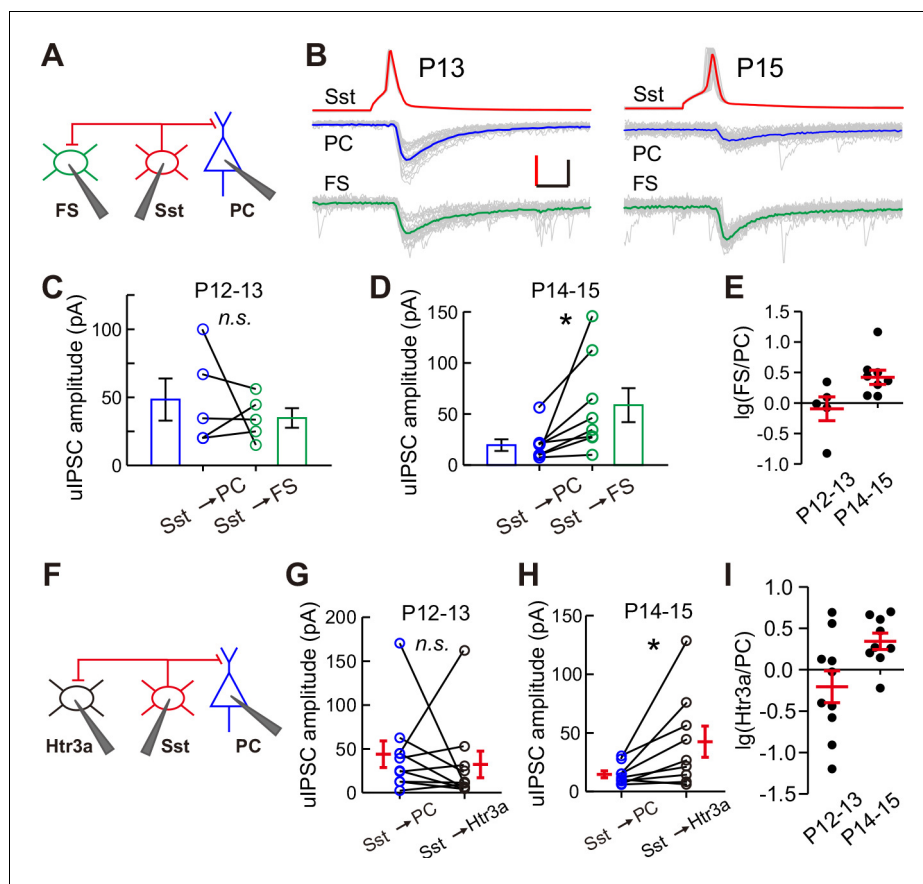 A
FS
Sst
PC
B
P13
P15
Sst
PC
FS
Sst
PC
FS
C
P12-13
n.s.
uIPSC amplitude (pA)
100
50
0
Sst →PC
Sst →FS
D
P14-15
*
uIPSC amplitude (pA)
150
100
50
0
Sst →PC
Sst →FS
E
lg(FS/PC)
1.5
1.0
0.5
0.0
-0.5
-1.0
P12-13
P14-15
F
Htr3a
Sst
PC
G
P12-13
n.s.
uIPSC amplitude (pA)
200
150
100
50
0
Sst →PC
Sst →Htr3a
H
P14-15
*
uIPSC amplitude (pA)
150
100
50
0
Sst →PC
Sst →Htr3a
I
lg(Htr3a/PC)
1.0
0.5
0.0
-0.5
-1.0
-1.5
P12-13
P14-15